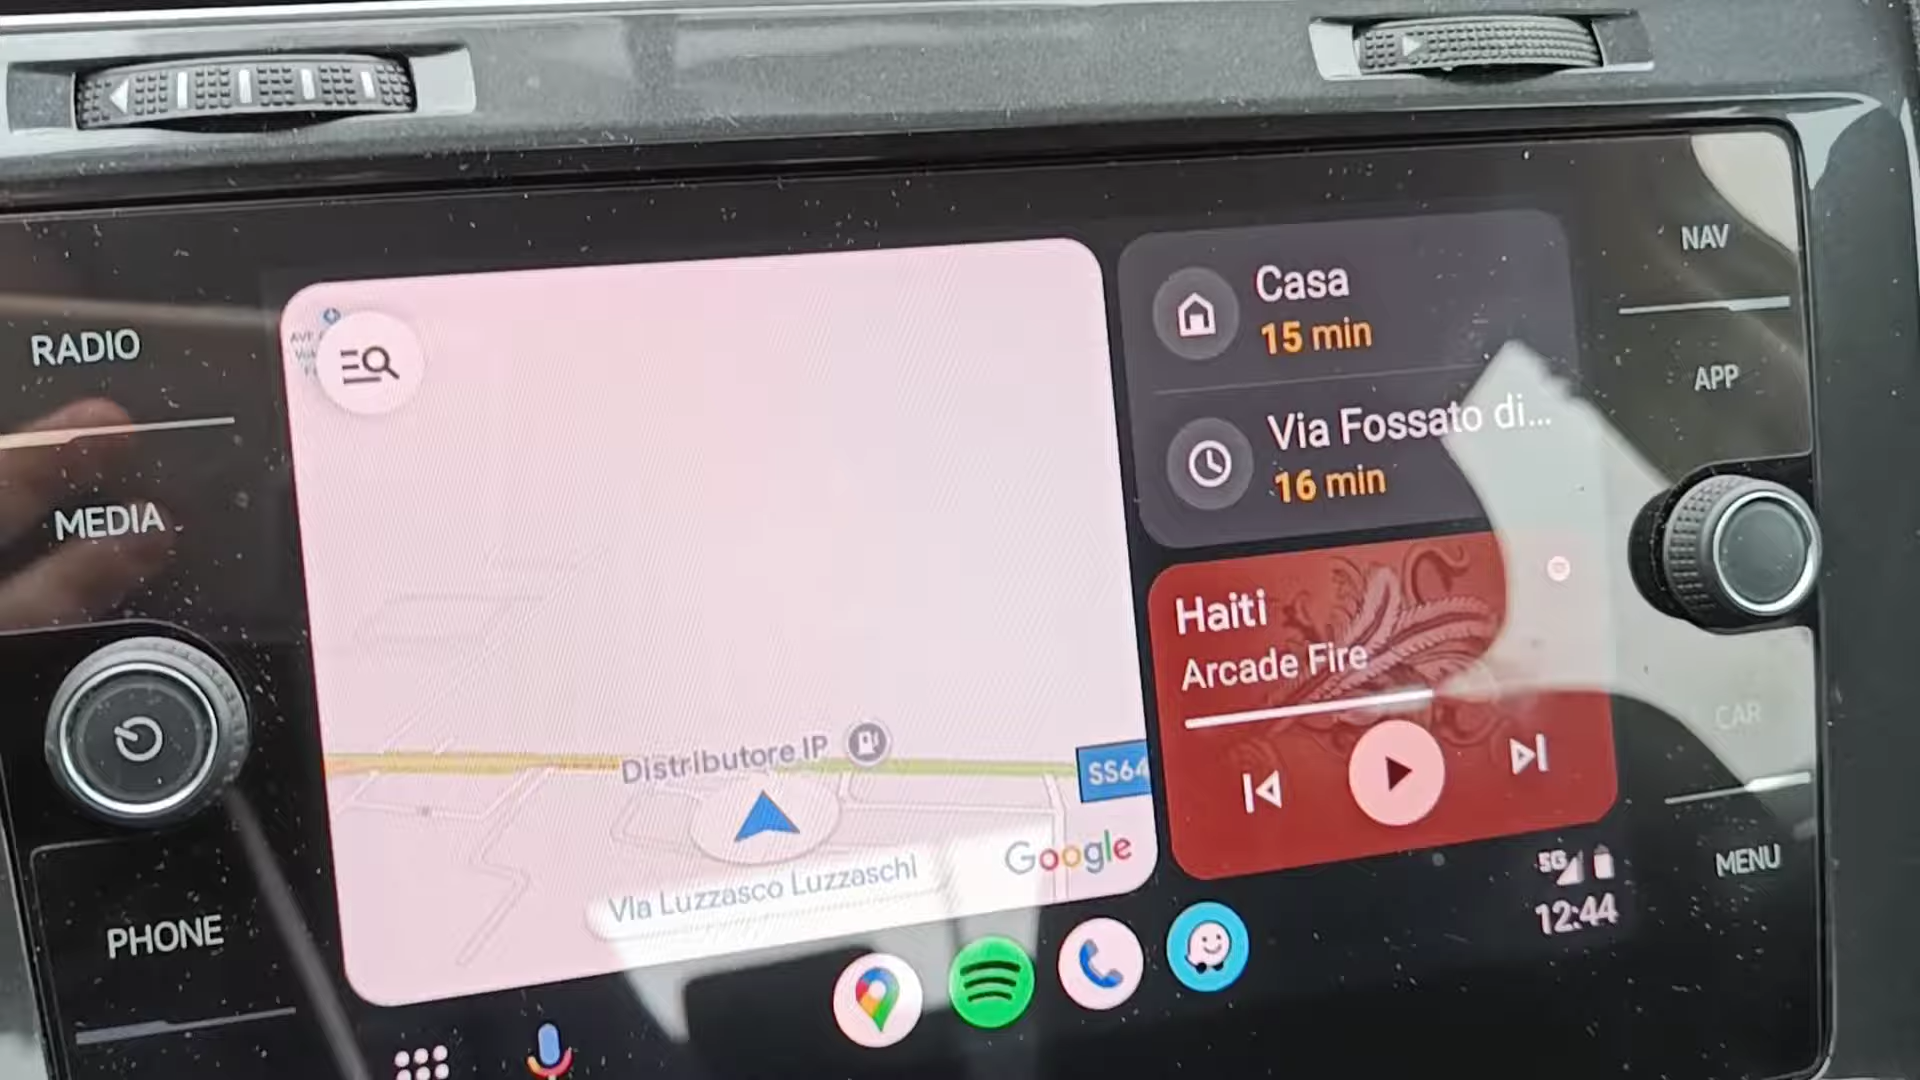 RADIO
MEDIA
PHONE
Distributore IP
SS64
VIa Luzzasco Luzzaschi
Google
Casa
15 min
Via Fossato di...
16 min
Haiti
Arcade Fire
5G
12:44
NAV
APP
CAR
MENU